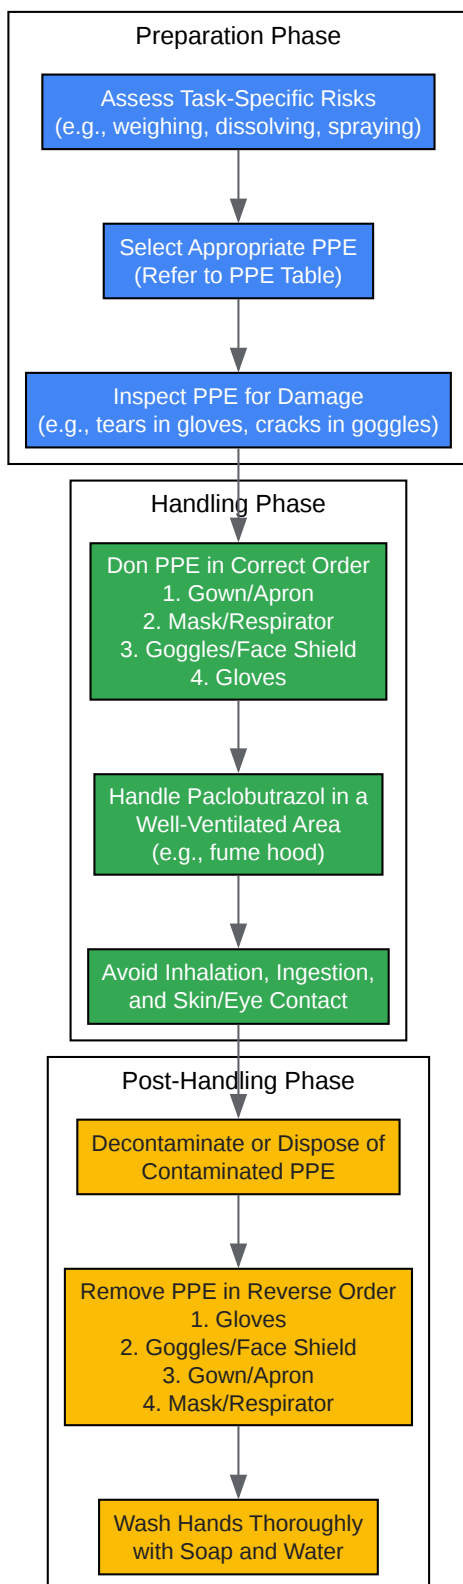 Preparation Phase
Assess Task-Specific Risks
(e.g., weighing, dissolving, spraying)
Select Appropriate PPE
(Refer to PPE Table)
Inspect PPE for Damage
(e.g., tears in gloves, cracks in goggles)
Handling Phase
Don PPE in Correct Order
1. Gown/Apron
2. Mask/Respirator
3. Goggles/Face Shield
4. Gloves
Handle Paclobutrazol in a
Well-Ventilated Area
(e.g., fume hood)
Avoid Inhalation, Ingestion,
and Skin/Eye Contact
Post-Handling Phase
Decontaminate or Dispose of
Contaminated PPE
Remove PPE in Reverse Order
1. Gloves
2. Goggles/Face Shield
3. Gown/Apron
4. Mask/Respirator
Wash Hands Thoroughly
with Soap and Water